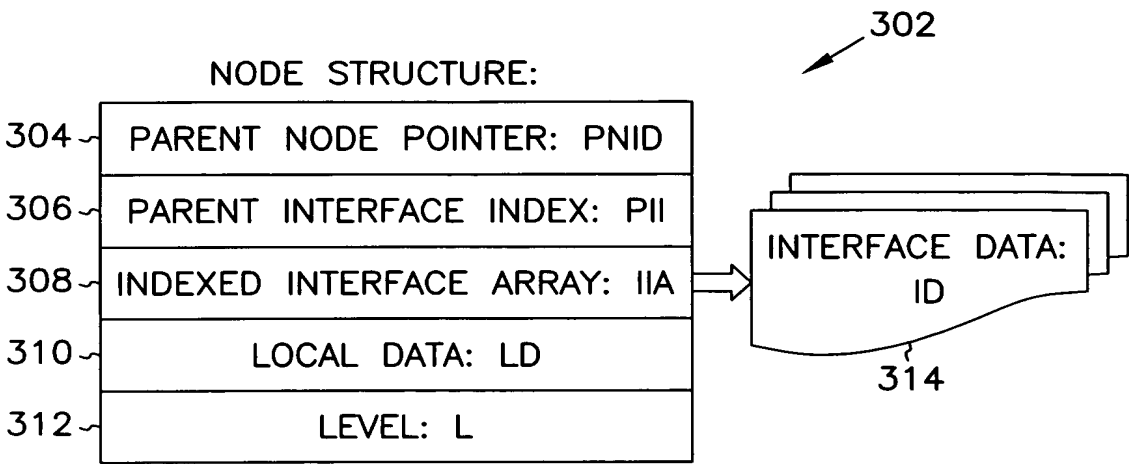 302
NODE STRUCTURE:
304
PARENT NODE POINTER: PNID
306
PARENT INTERFACE INDEX: PII
308
INDEXED INTERFACE ARRAY: IIA
INTERFACE DATA:
ID
310
LOCAL DATA: LD
314
312
LEVEL: L